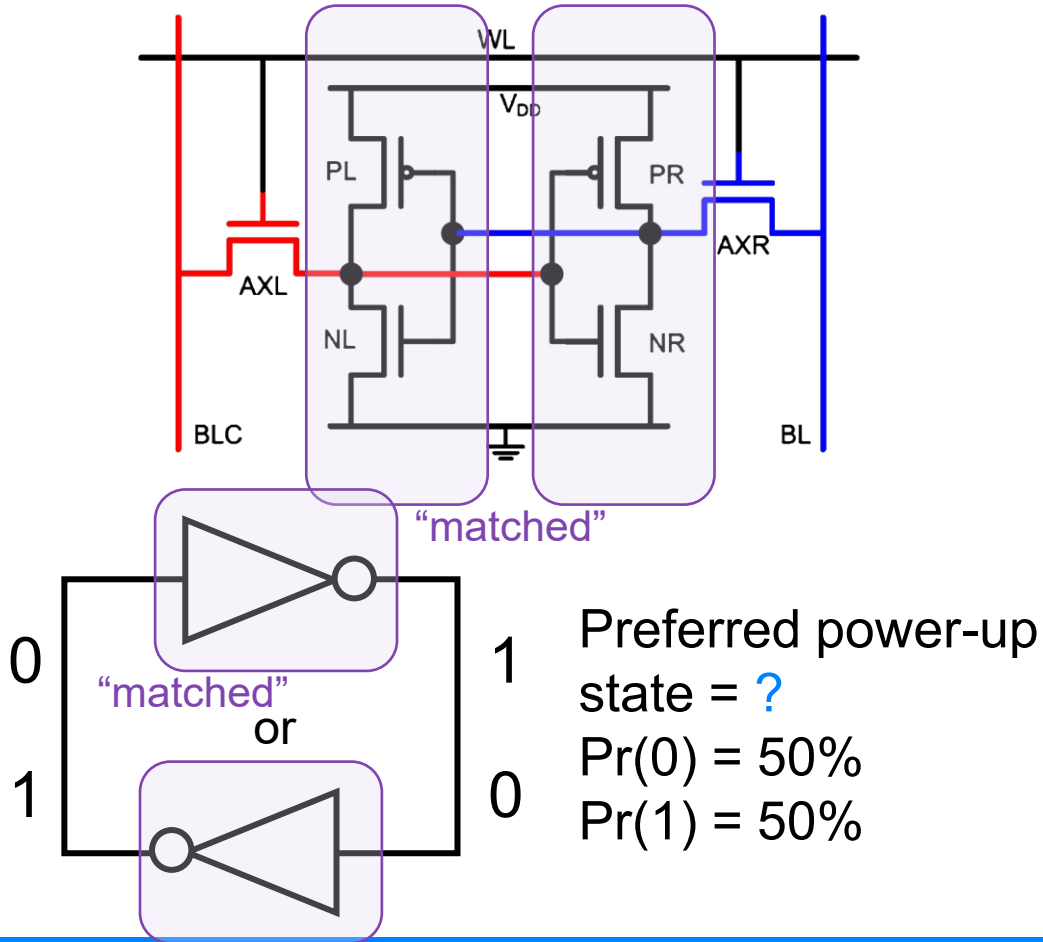 WL
V_DD
PL
PR
AXL
AXR
NL
NR
BLC
BL
“matched”
0
1
“matched”
or
1
0
Preferred power-up
state = ?
Pr(0) = 50%
Pr(1) = 50%